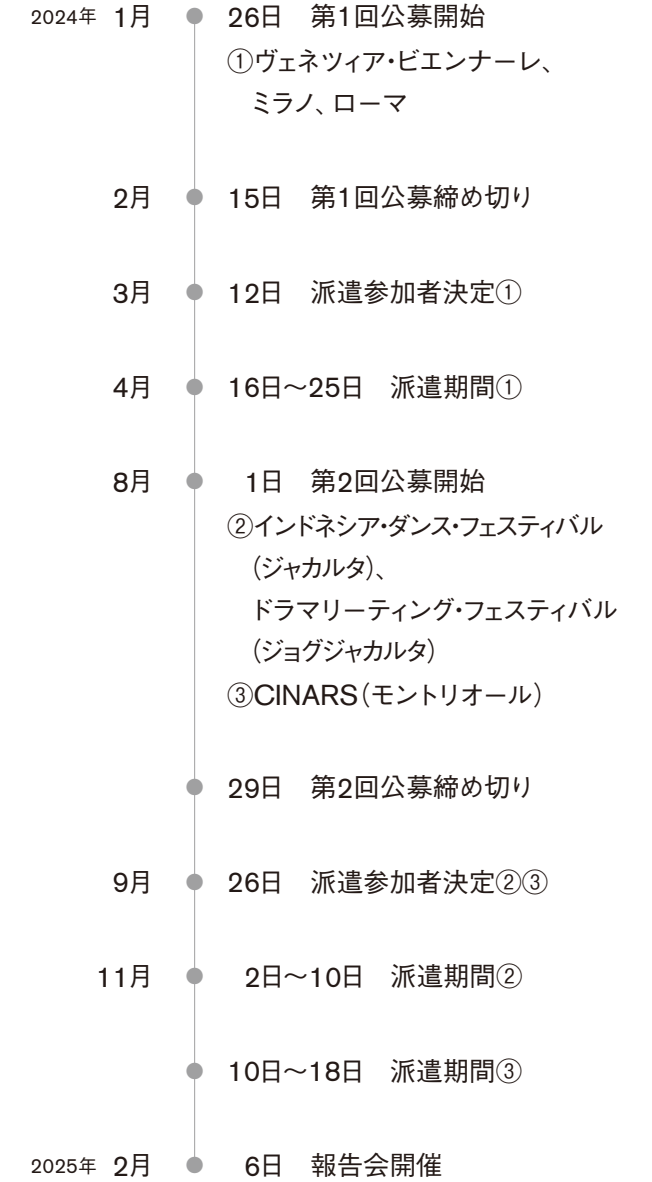 2024年 1月 26日 第1回公募開始
①ヴェネツィア・ビエンナーレ、
ミラノ、ローマ
2月 15日 第1回公募締め切り
3月 12日 派遣参加者決定①
4月 16日〜25日 派遣期間①
8月 1日 第2回公募開始
②インドネシア・ダンス・フェスティバル
（ジャカルタ）、
ドラマリーティング・フェスティバル
（ジョグジャカルタ）
③CINARS（モントリオール）
29日 第2回公募締め切り
9月 26日 派遣参加者決定②③
11月 2日〜10日 派遣期間②
10日〜18日 派遣期間③
2025年 2月 6日 報告会開催